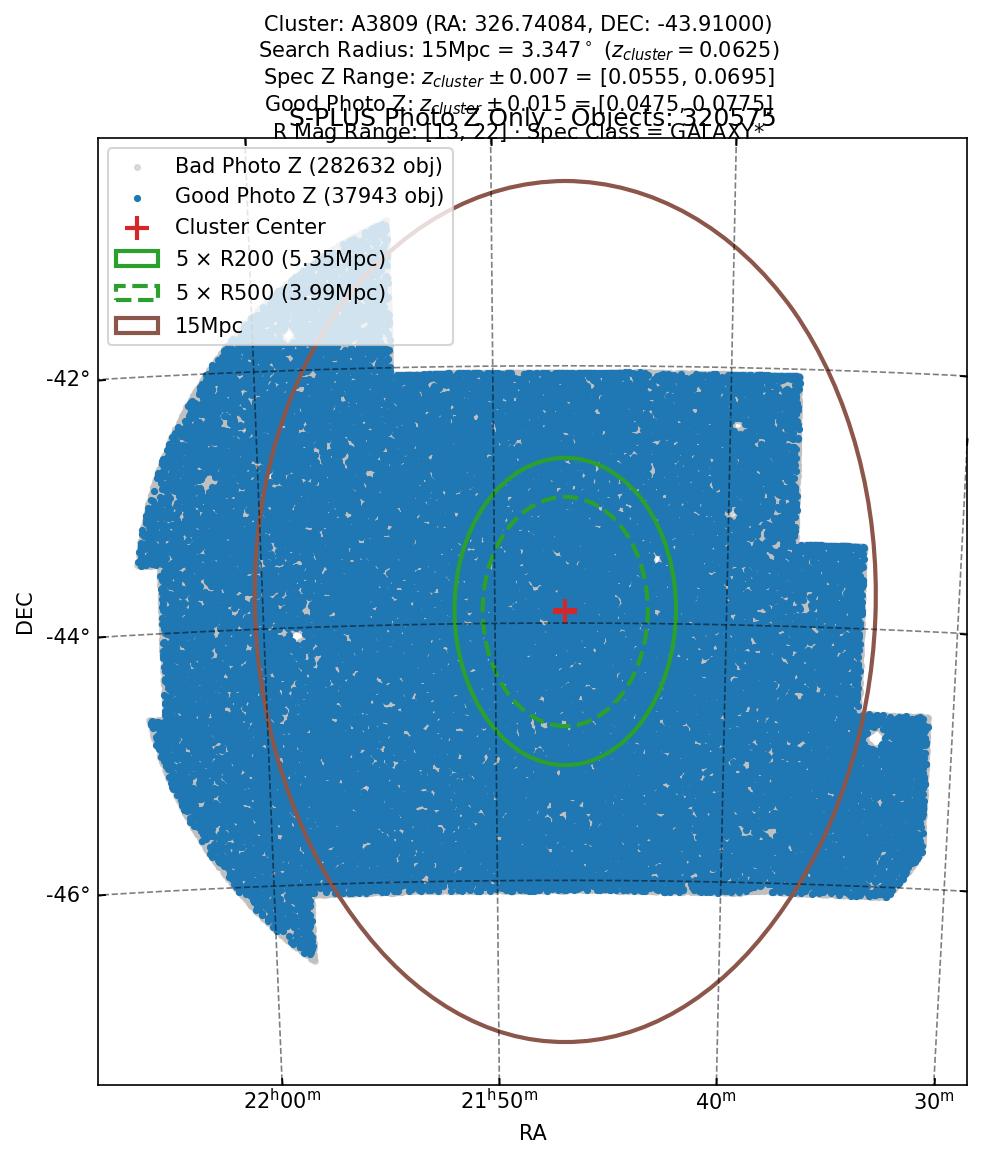 Cluster: A3809 (RA: 326.74084, DEC: -43.91000)
Search Radius: 15Mpc = 3.347° (z_cluster = 0.0625)
Spec Z Range: z_cluster ± 0.007 = [0.0555, 0.0695]
Good Photo Z: z_cluster ± 0.015 = [0.0475, 0.0775]
S-PLUS Photo Z Only - Objects: 320575
R Mag Range: [13, 22] · Spec Class = GALAXY*
Bad Photo Z (282632 obj)
Good Photo Z (37943 obj)
Cluster Center
5 × R200 (5.35Mpc)
5 × R500 (3.99Mpc)
15Mpc
-42°
-44°
-46°
DEC
22ʰ00ᵐ 21ʰ50ᵐ 40ᵐ 30ᵐ
RA